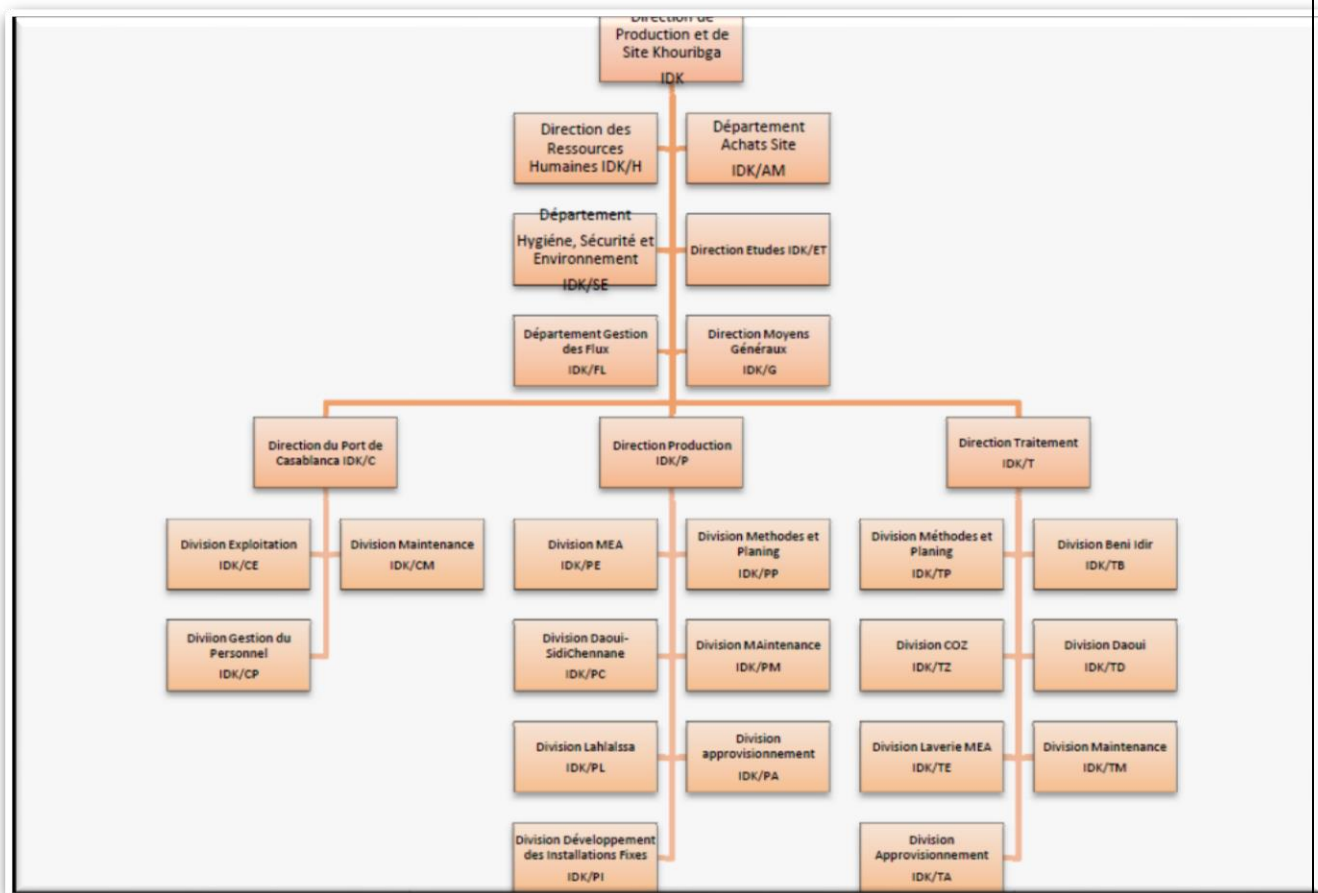 Direction de
Production et de
Site Khouribga
IDK
Direction des
Ressources
Humaines IDK/H
Département
Achats Site
IDK/AM
Département
Hygiéne, Sécurité et
Environnement
IDK/SE
Direction Etudes IDK/ET
Département Gestion
des Flux
IDK/FL
Direction Moyens
Généraux
IDK/G
Direction du Port de
Casablanca IDK/C
Direction Production
IDK/P
Direction Traitement
IDK/T
Division Exploitation
IDK/CE
Division Maintenance
IDK/CM
Diviion Gestion du
Personnel
IDK/CP
Division MEA
IDK/PE
Division Methodes et
Planing
IDK/PP
Division Daoui-
SidiChennane
IDK/PC
Division MAintenance
IDK/PM
Division Lahlaissa
IDK/PL
Division
approvisionnement
IDK/PA
Division Développement
des Installations Fixes
IDK/PI
Division Méthodes et
Planing
IDK/TP
Division Beni Idir
IDK/TB
Division COZ
IDK/TZ
Division Daoui
IDK/TD
Division Laverie MEA
IDK/TE
Division Maintenance
IDK/TM
Division
Approvisionnement
IDK/TA